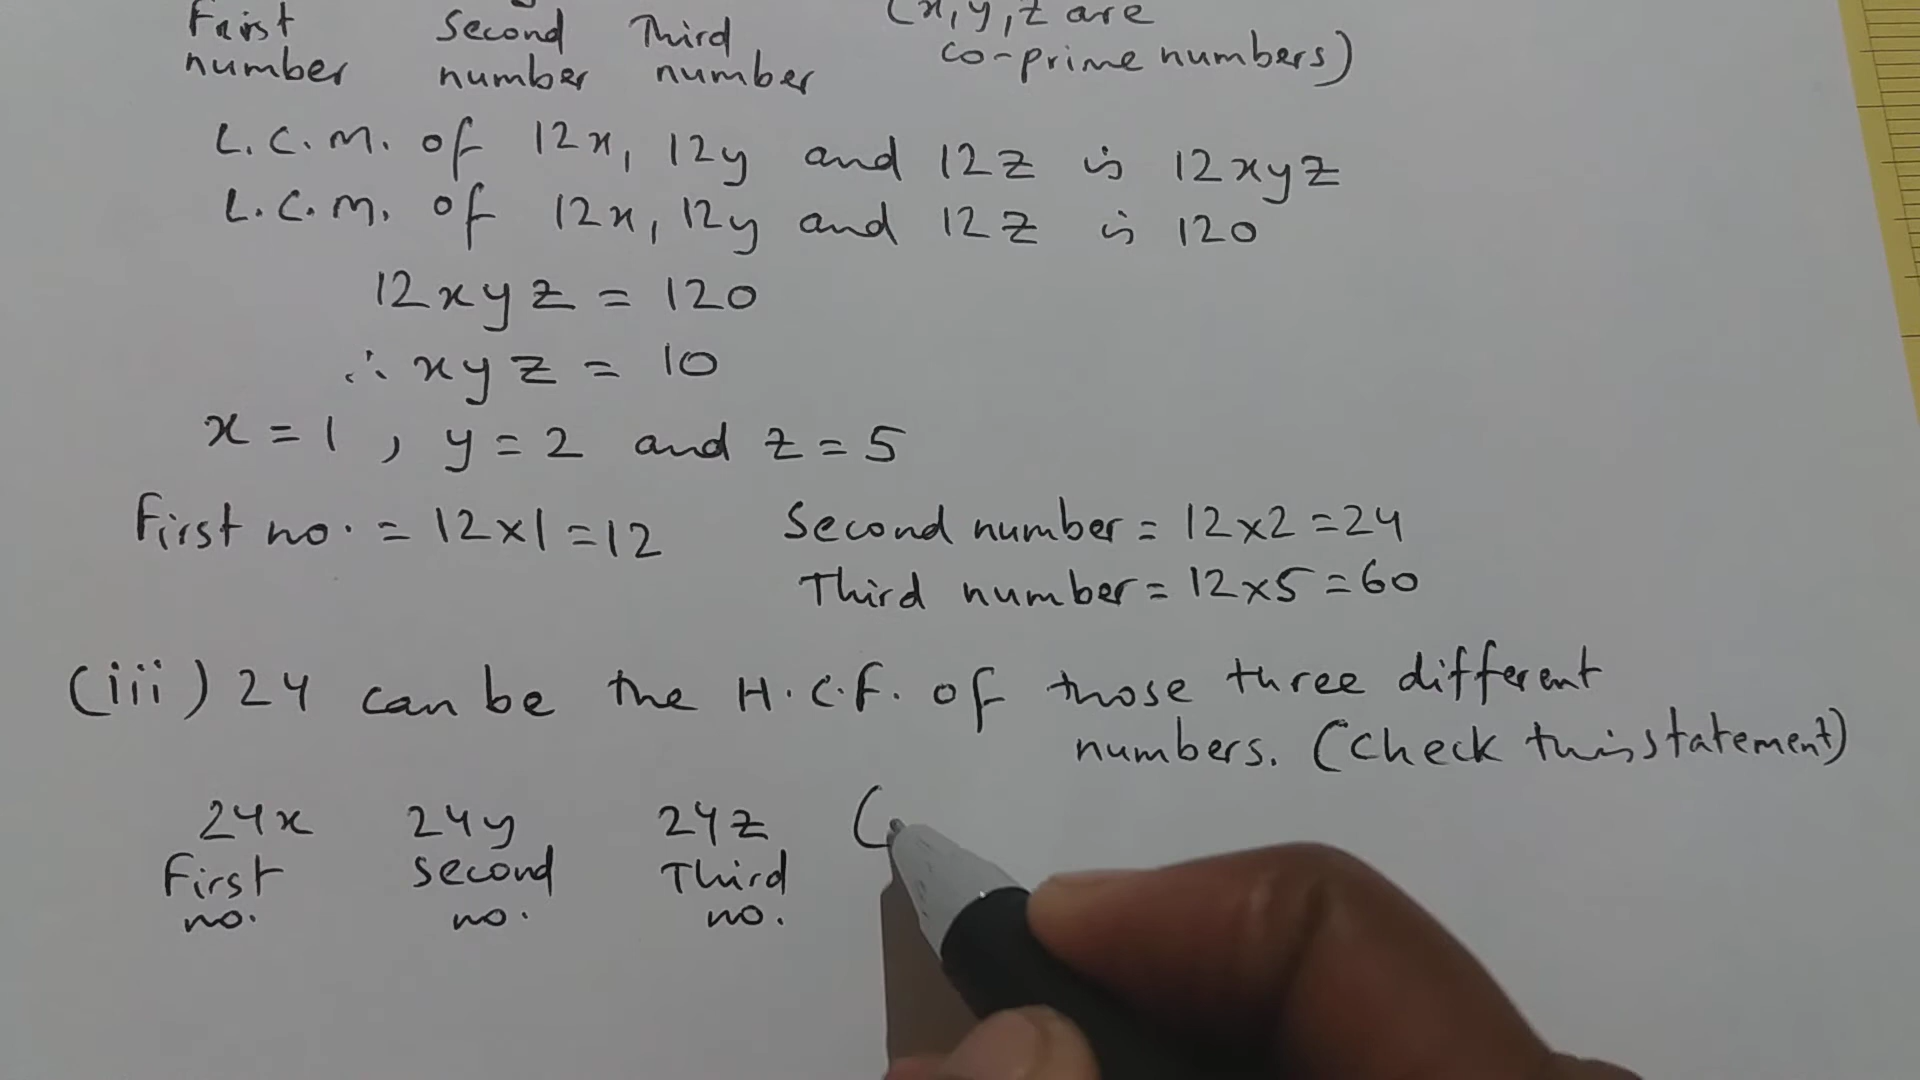 First Second Third (x, y, z are
number number number co-prime numbers)
L.C.M. of 12x, 12y and 12z is 12xyz
L.C.M. of 12x, 12y and 12z is 120
12xyz = 120
∴ xyz = 10
x = 1, y = 2 and z = 5
First no. = 12×1 = 12 Second number = 12×2 = 24
Third number = 12×5 = 60
(iii) 24 can be the H.C.F. of those three different
numbers. (Check this statement)
24x 24y 24z (
First second Third
no. no. no.